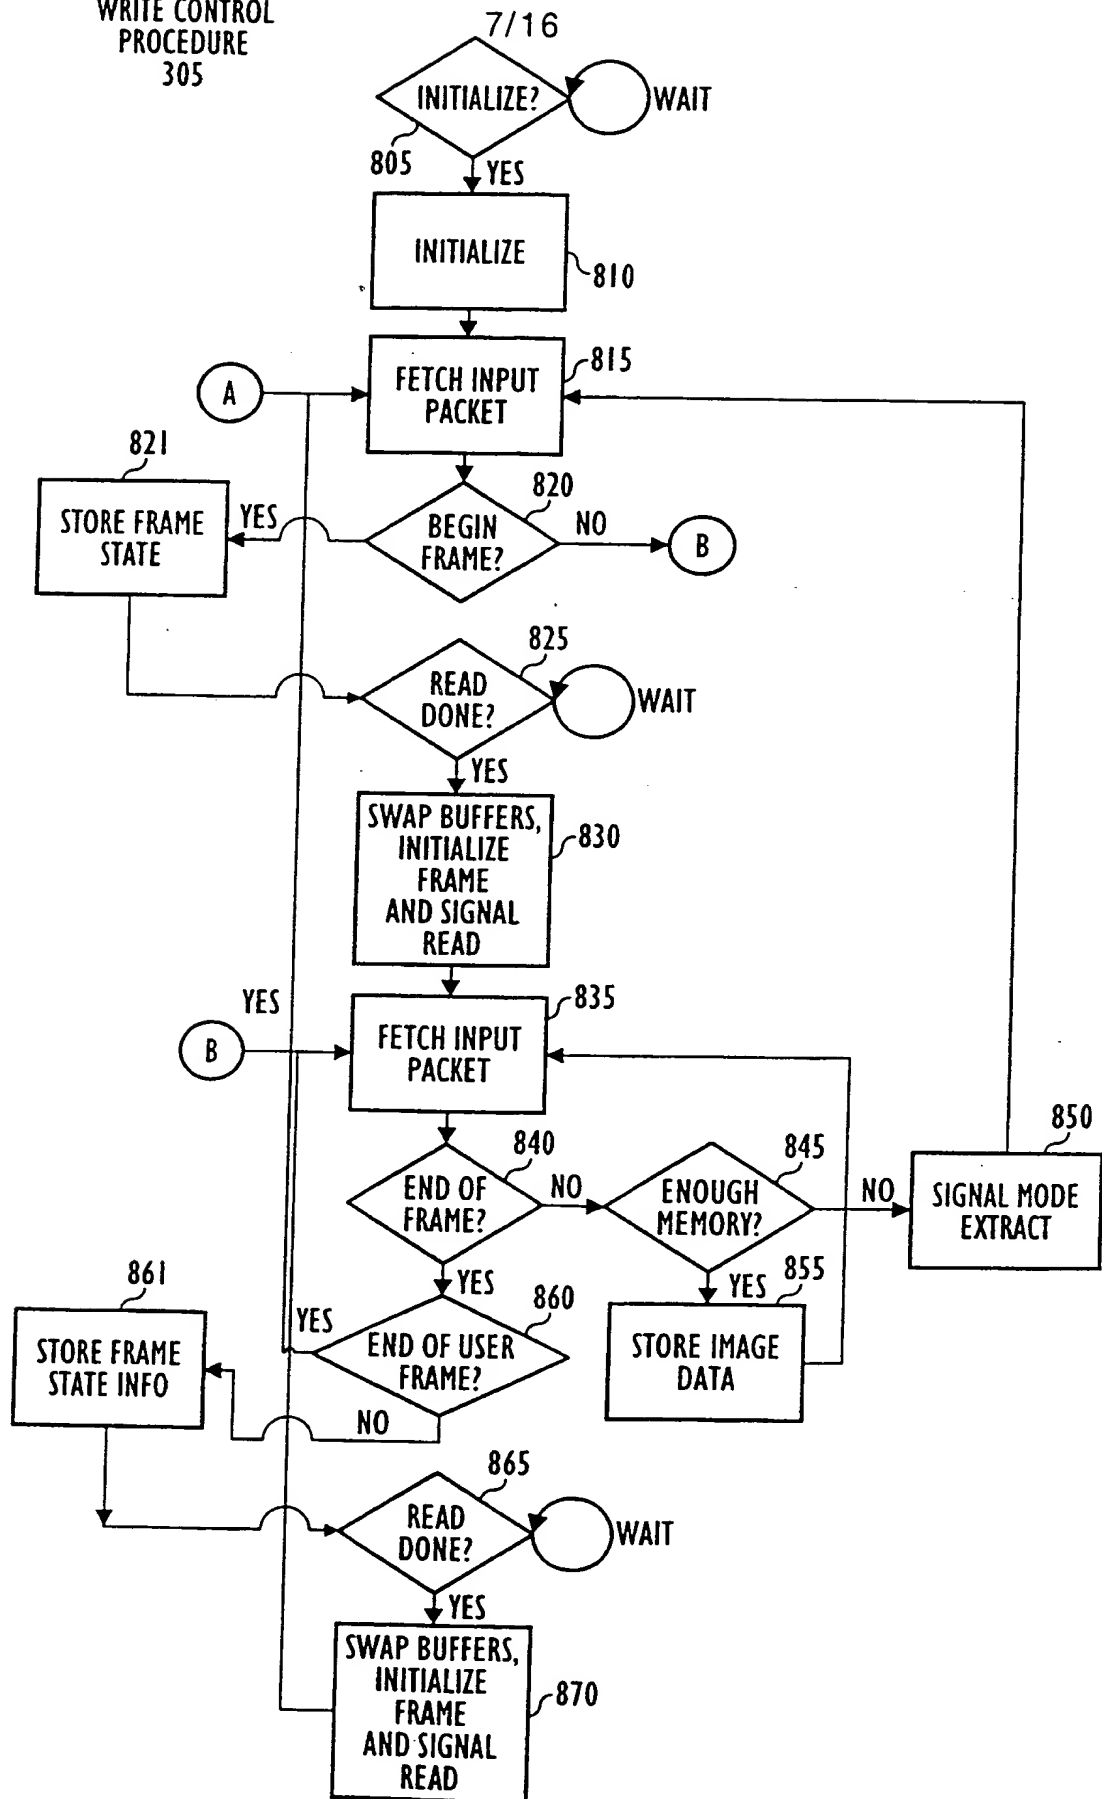 WRITE CONTROL
PROCEDURE
305
7/16
INITIALIZE?
WAIT
805
YES
INITIALIZE
810
FETCH INPUT
PACKET
815
A
821
STORE FRAME
STATE
YES
BEGIN
FRAME?
820
NO
B
825
READ
DONE?
WAIT
YES
SWAP BUFFERS,
INITIALIZE
FRAME
AND SIGNAL
READ
830
YES
B
FETCH INPUT
PACKET
835
END OF
FRAME?
840
NO
ENOUGH
MEMORY?
845
NO
850
SIGNAL MODE
EXTRACT
YES
YES
855
STORE IMAGE
DATA
861
STORE FRAME
STATE INFO
YES
END OF USER
FRAME?
860
NO
865
READ
DONE?
WAIT
YES
SWAP BUFFERS,
INITIALIZE
FRAME
AND SIGNAL
READ
870